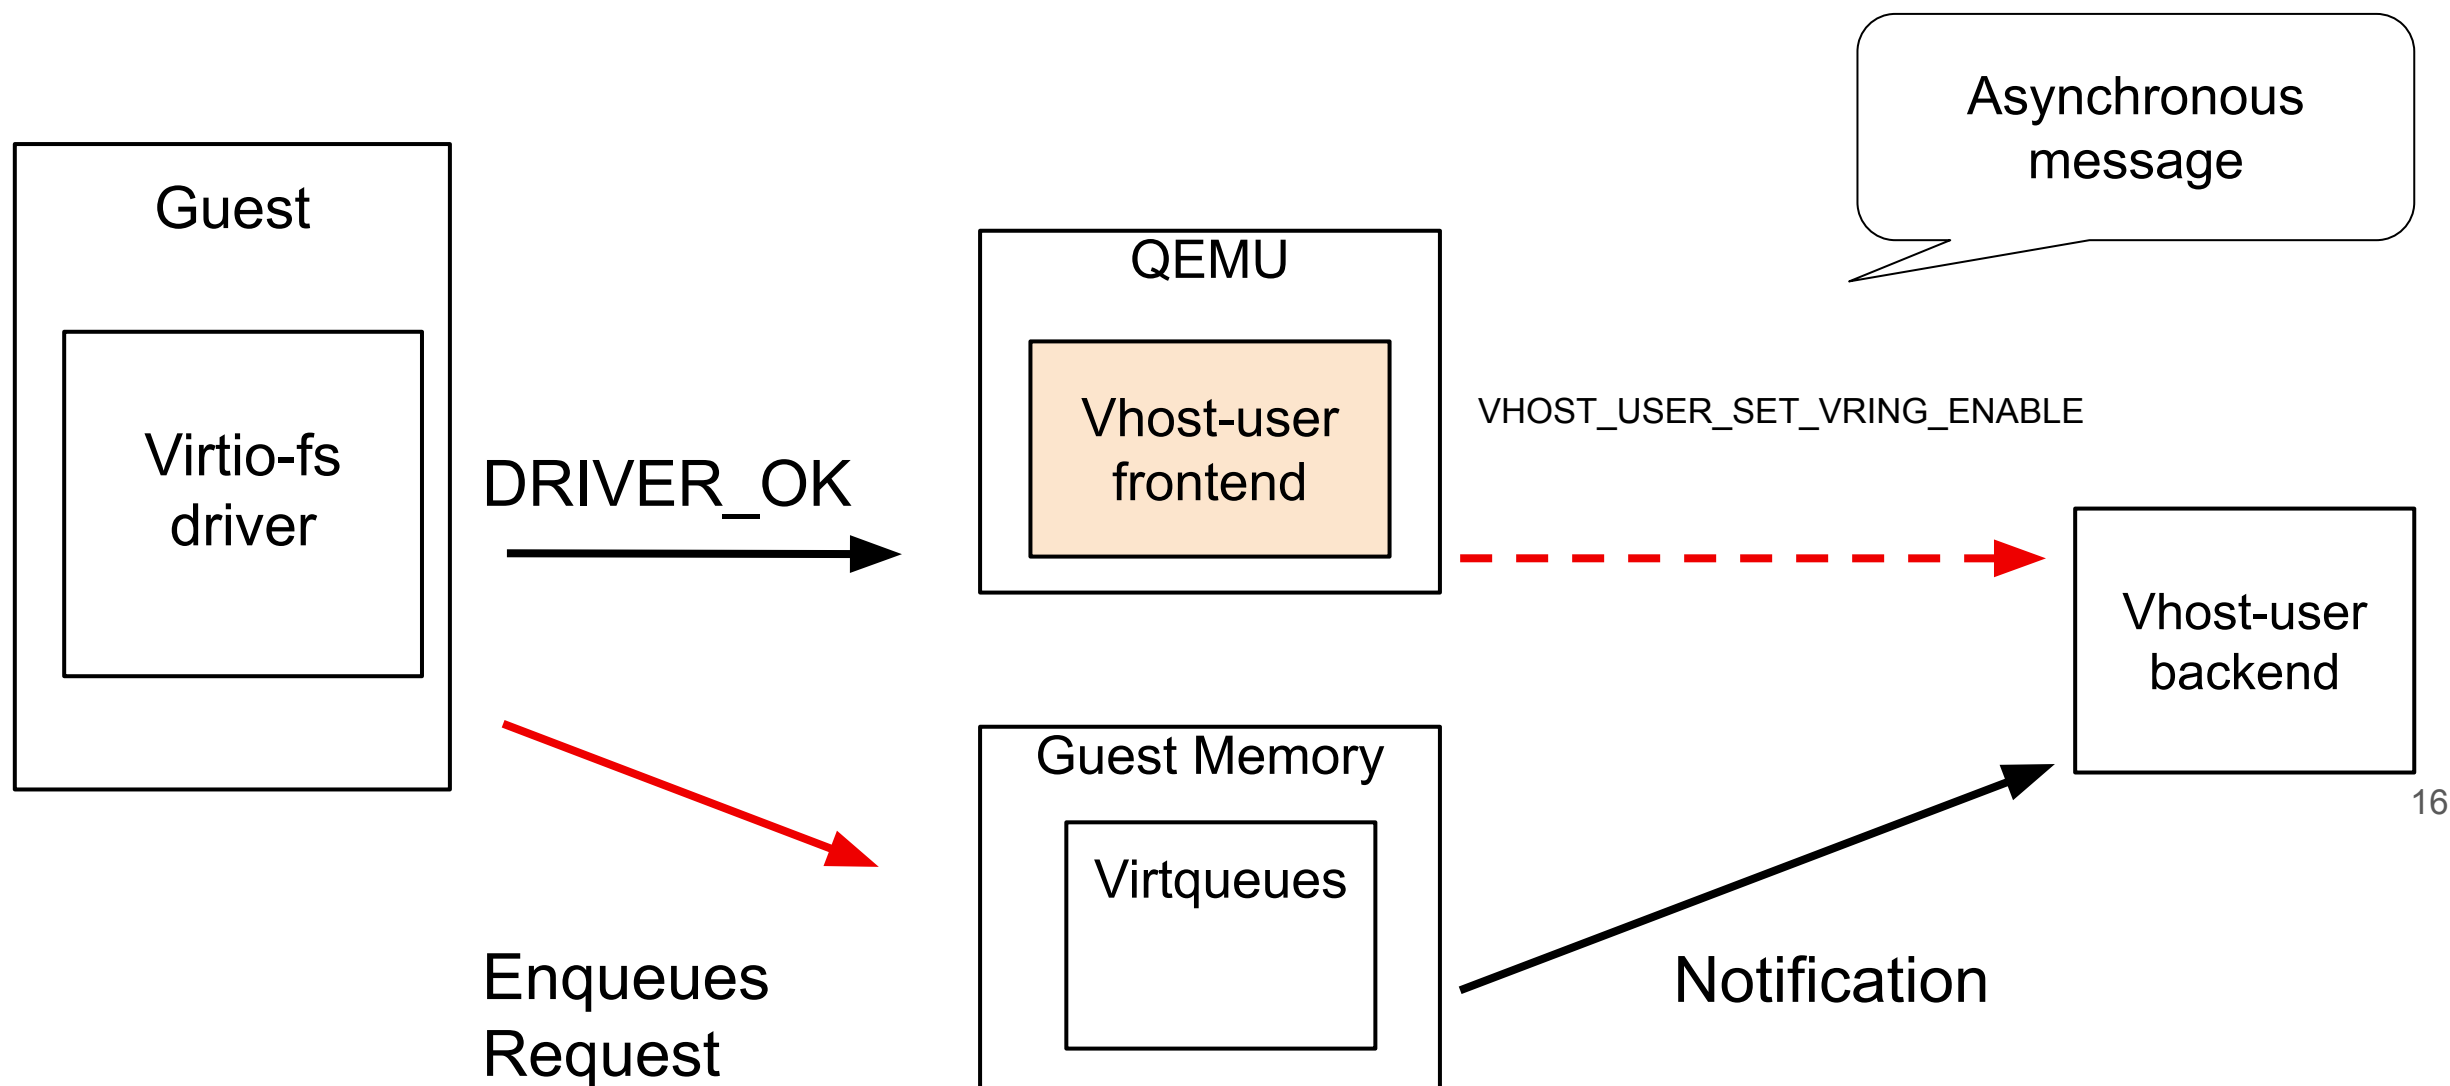 Asynchronous
message
Guest
QEMU
Virtio-fs
driver
DRIVER_OK
Vhost-user
frontend
VHOST_USER_SET_VRING_ENABLE
Vhost-user
backend
Guest Memory
16
Virtqueues
Enqueues
Request
Notification